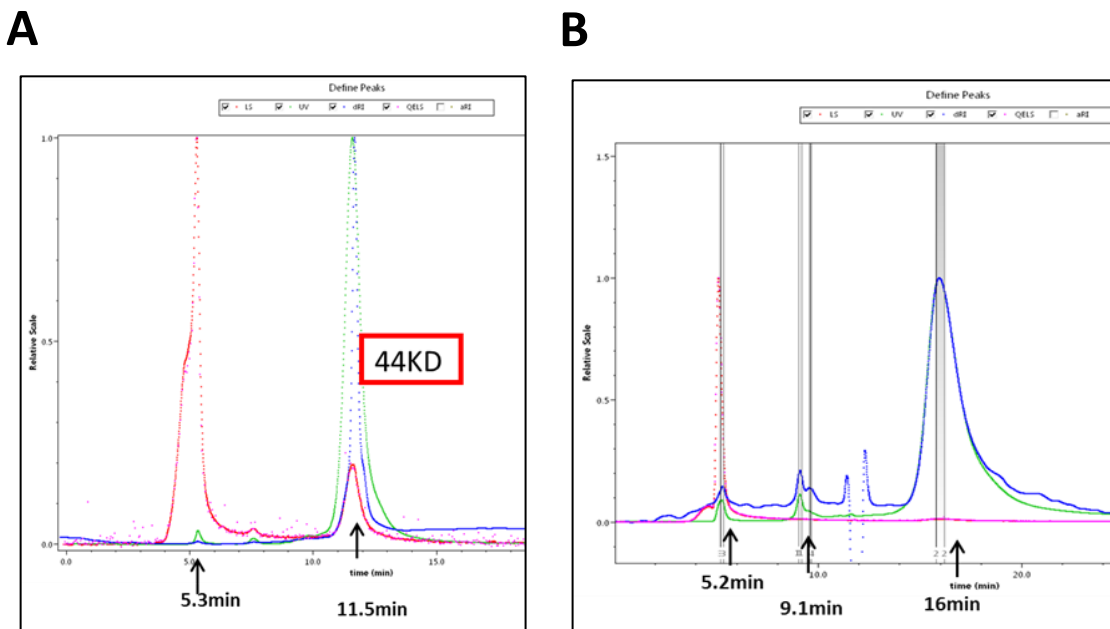 A
Define Peaks
LS UV dRI QELS aRI
1.0
0.5
0.0
Relative Scale
44KD
0.0 5.0 10.0 15.0
time (min)
5.3min
11.5min
B
Define Peaks
LS UV dRI QELS aRI
1.5
1.0
0.5
0.0
Relative Scale
2 2
10.0 20.0
time (min)
5.2min
9.1min
16min